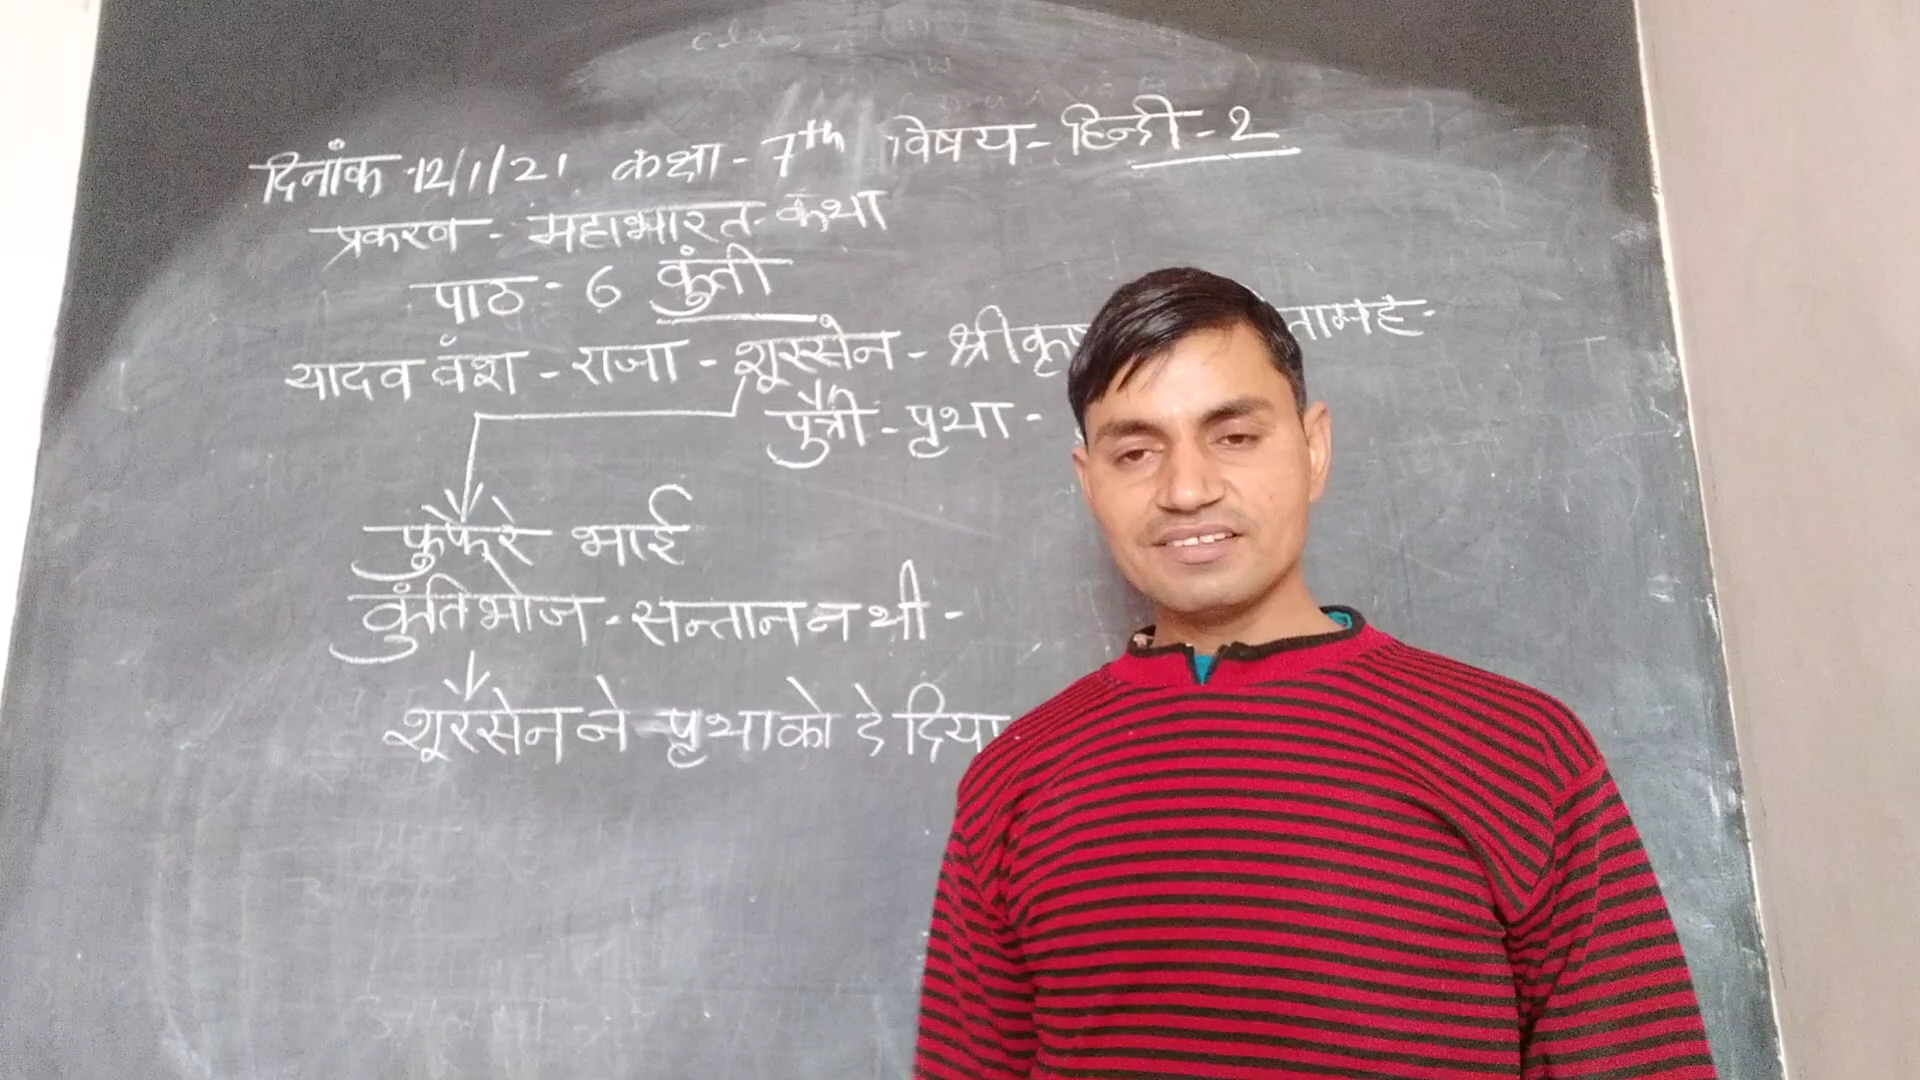 दिनांक 12/1/21 कक्षा - 7th विषय - हिन्दी - 2
प्रकरण - महाभारत कथा
पाठ - 6 कुंती
यादव वंश - राजा - शूरसेन - श्रीकृष्
पुत्री - पृथा -
फुफेरे भाई
कुंतिभोज - सन्तान न थी -
शूरसेन ने पृथा को दे दिया